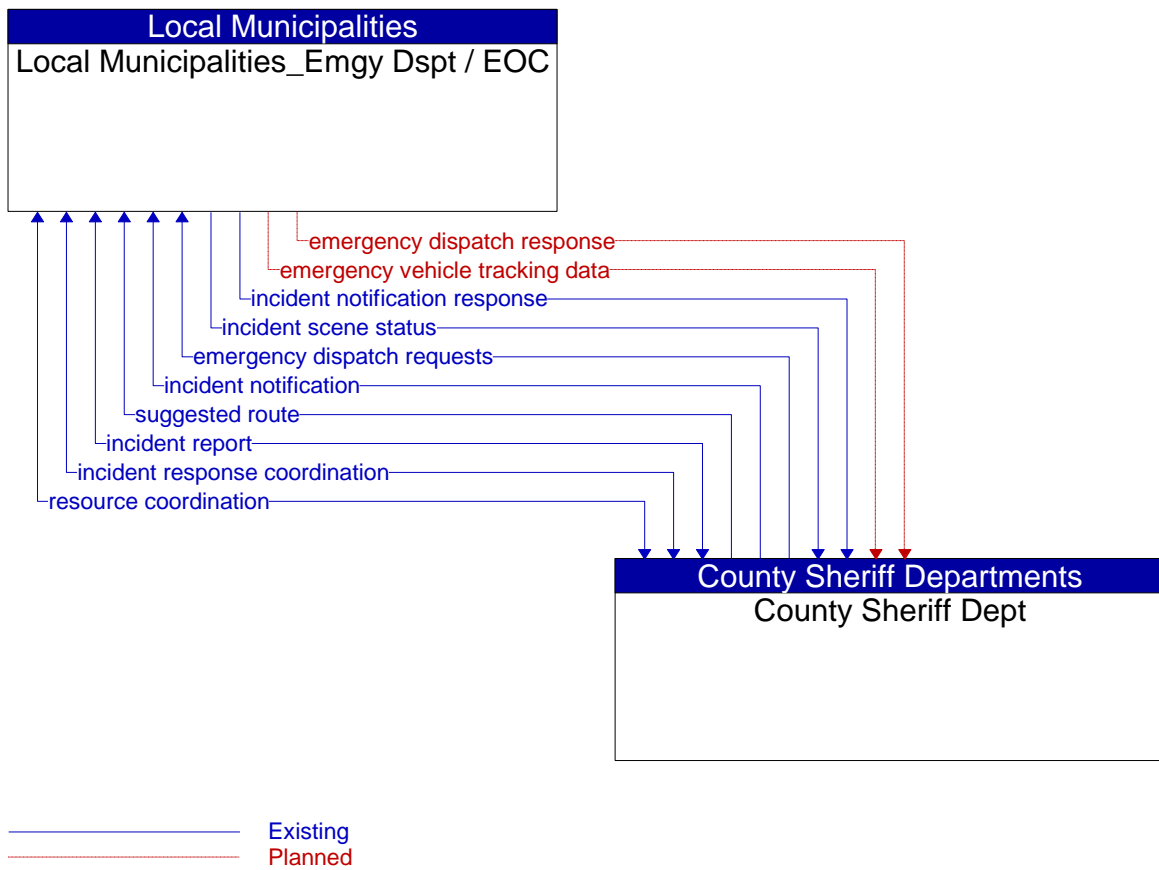 Local Municipalities
Local Municipalities_Emgy Dspt / EOC
emergency dispatch response
emergency vehicle tracking data
incident notification response
incident scene status
emergency dispatch requests
incident notification
suggested route
incident report
incident response coordination
resource coordination
County Sheriff Departments
County Sheriff Dept
Existing
Planned